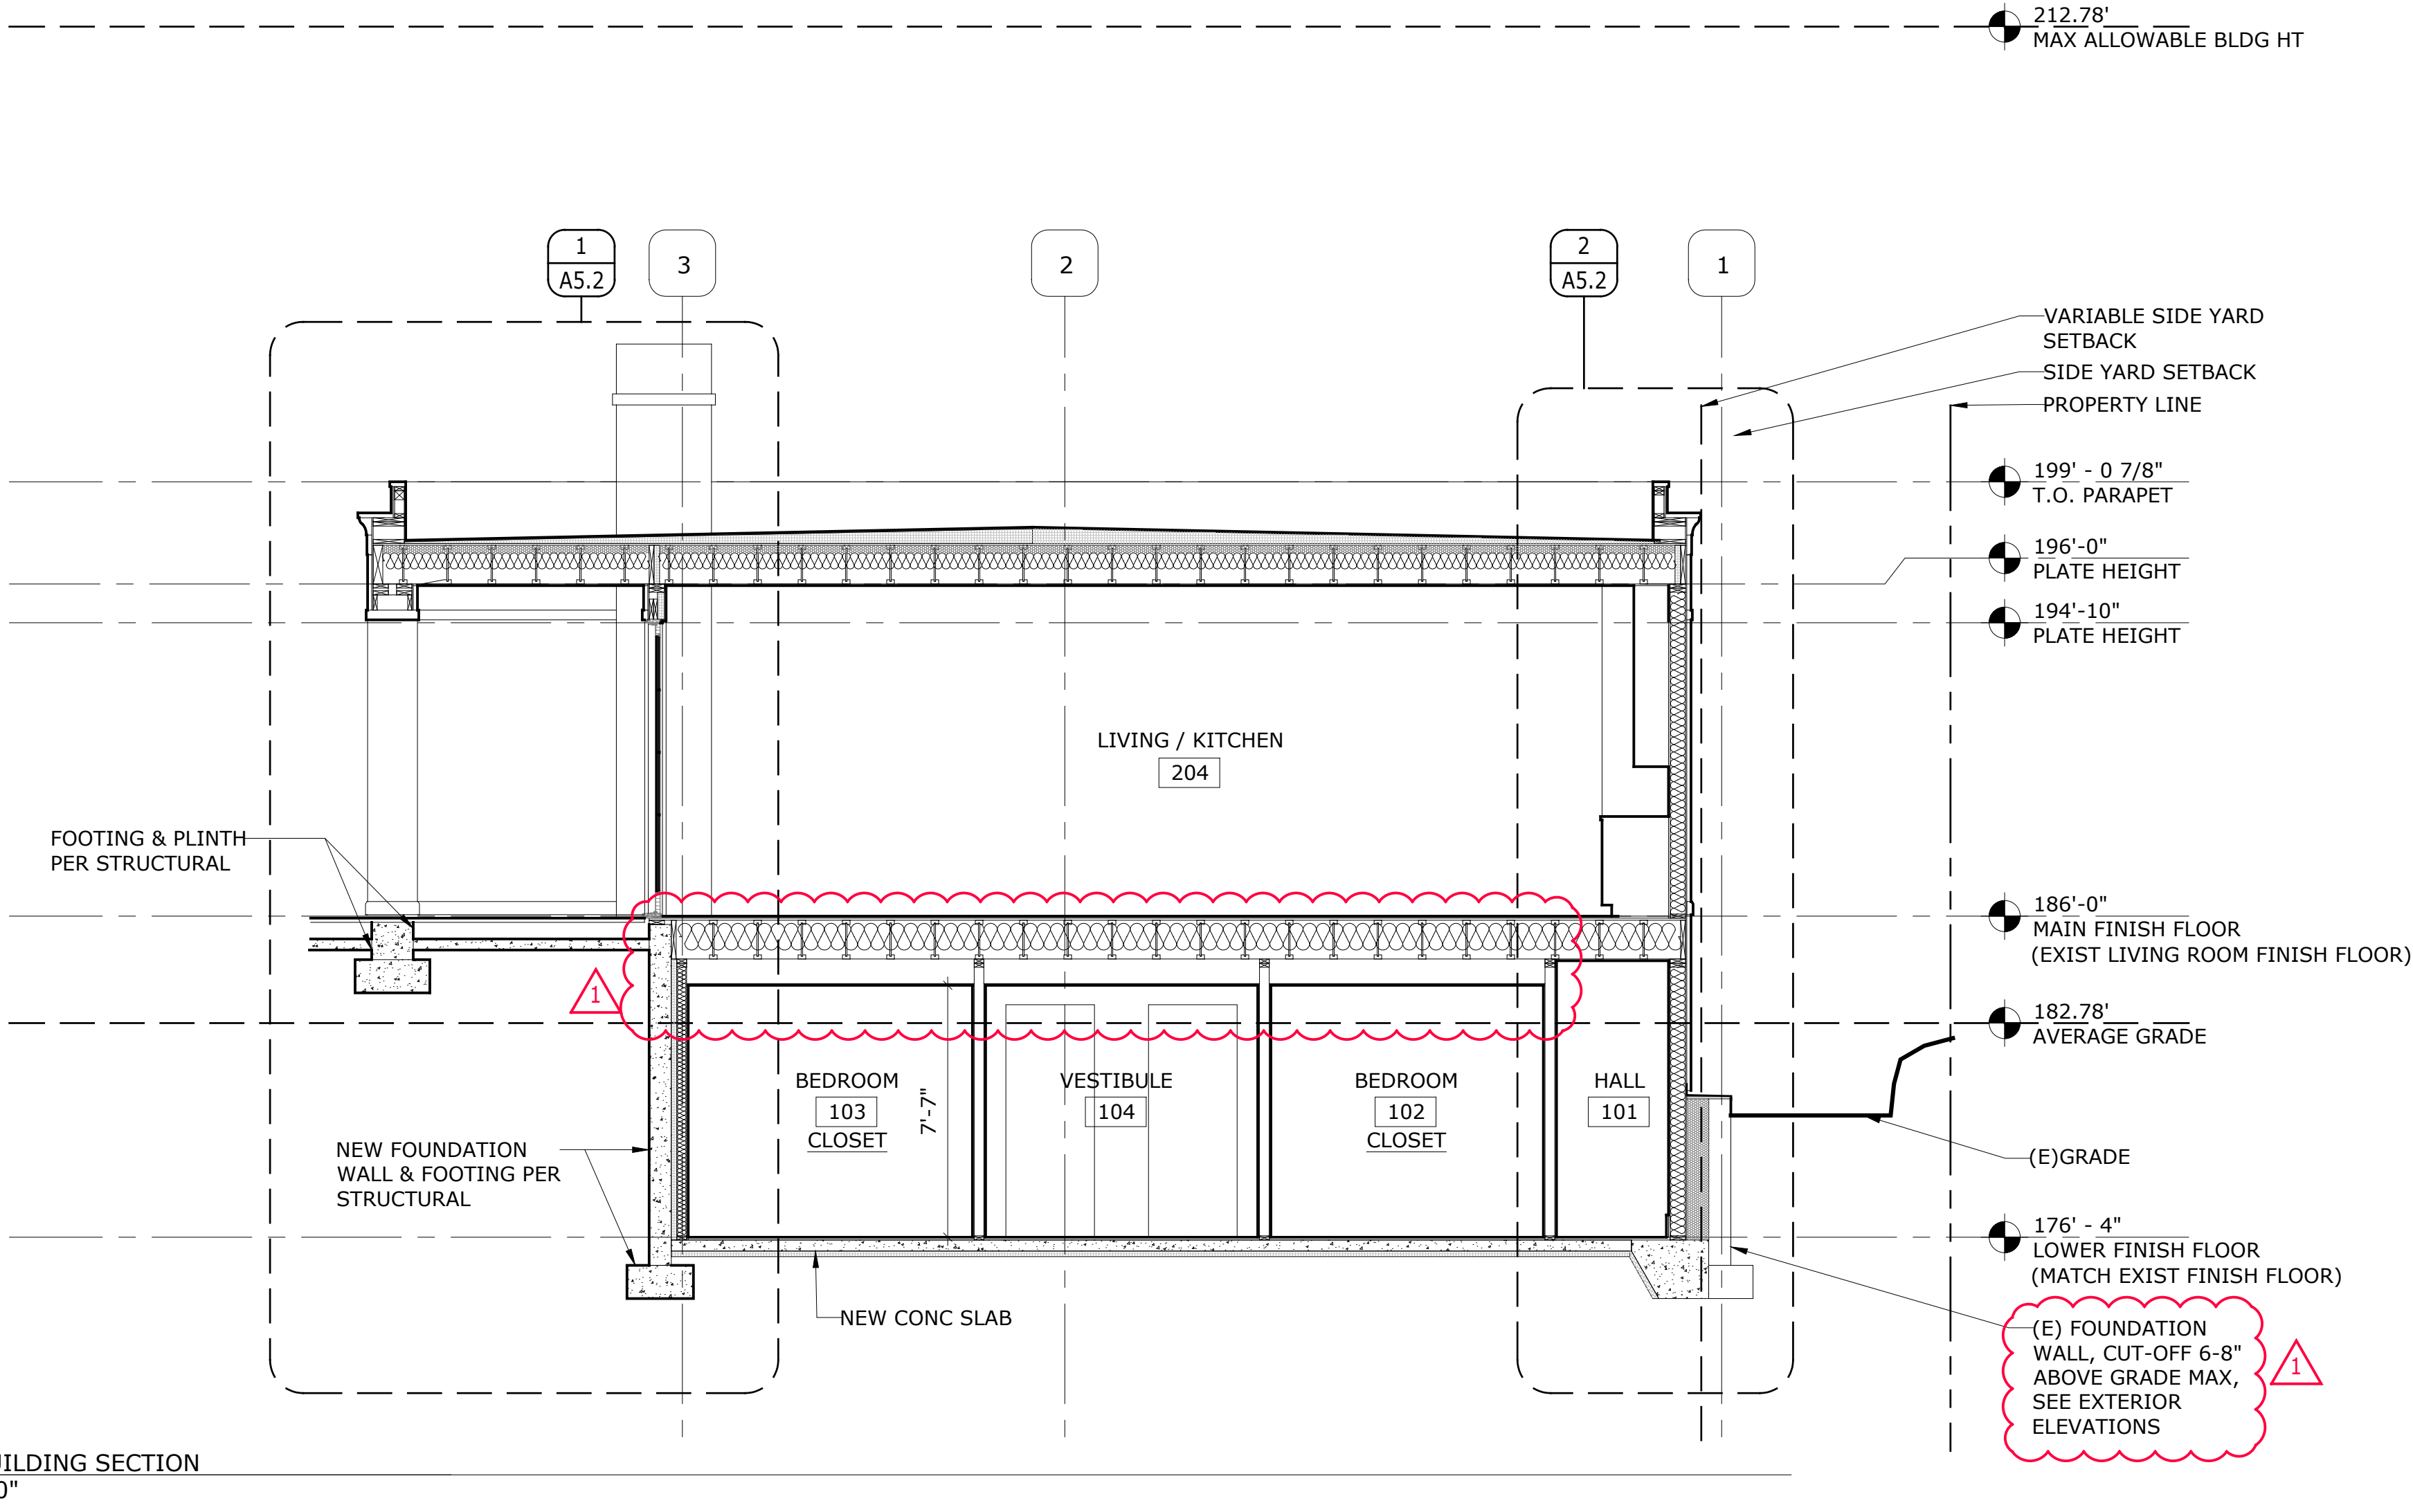 212.78'
MAX ALLOWABLE BLDG HT
1
A5.2
3
2
2
A5.2
1
VARIABLE SIDE YARD
SETBACK
SIDE YARD SETBACK
PROPERTY LINE
199' - 0 7/8"
T.O. PARAPET
196'-0"
PLATE HEIGHT
194'-10"
PLATE HEIGHT
LIVING / KITCHEN
204
FOOTING & PLINTH
PER STRUCTURAL
186'-0"
MAIN FINISH FLOOR
(EXIST LIVING ROOM FINISH FLOOR)
1
182.78'
AVERAGE GRADE
BEDROOM
103
CLOSET
7'-7"
VESTIBULE
104
BEDROOM
102
CLOSET
HALL
101
NEW FOUNDATION
WALL & FOOTING PER
STRUCTURAL
(E)GRADE
176' - 4"
LOWER FINISH FLOOR
(MATCH EXIST FINISH FLOOR)
NEW CONC SLAB
(E) FOUNDATION
WALL, CUT-OFF 6-8"
ABOVE GRADE MAX,
SEE EXTERIOR
ELEVATIONS
1
UILDING SECTION
0"